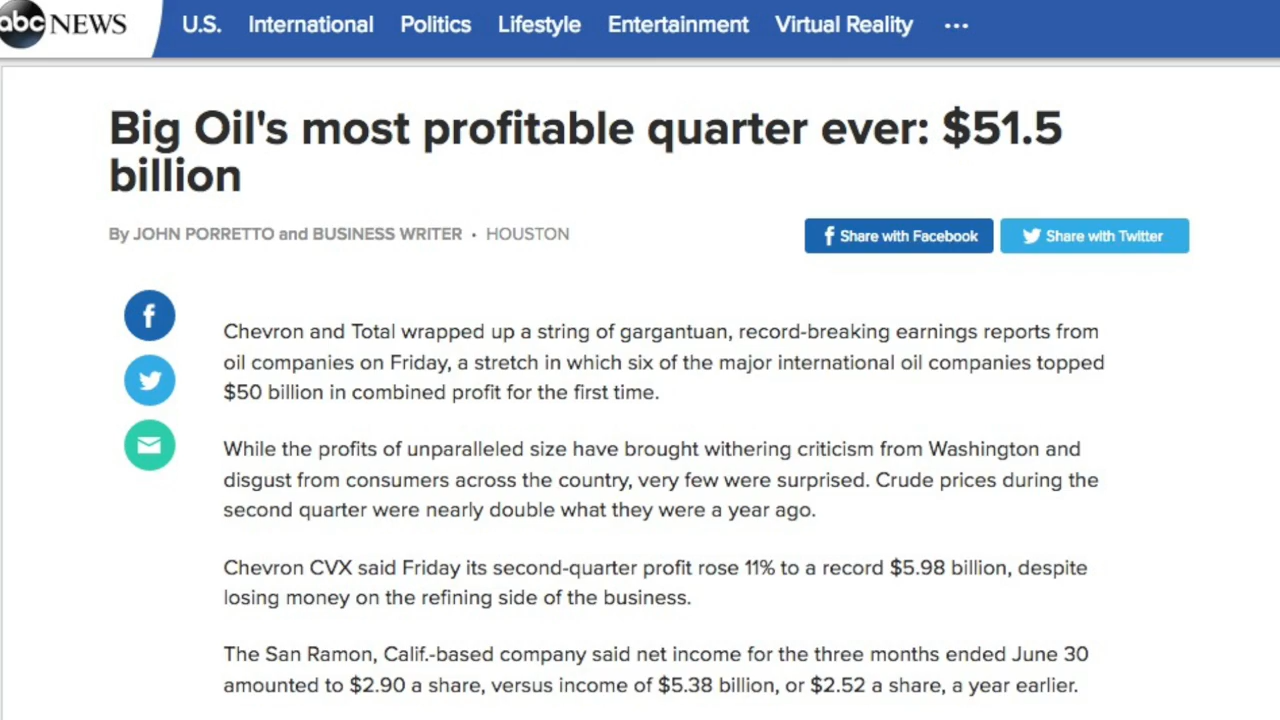 abc NEWS U.S. International Politics Lifestyle Entertainment Virtual Reality ...
Big Oil's most profitable quarter ever: $51.5
billion
By JOHN PORRETTO and BUSINESS WRITER • HOUSTON
f Share with Facebook Share with Twitter
f
Chevron and Total wrapped up a string of gargantuan, record-breaking earnings reports from
oil companies on Friday, a stretch in which six of the major international oil companies topped
$50 billion in combined profit for the first time.
While the profits of unparalleled size have brought withering criticism from Washington and
disgust from consumers across the country, very few were surprised. Crude prices during the
second quarter were nearly double what they were a year ago.
Chevron CVX said Friday its second-quarter profit rose 11% to a record $5.98 billion, despite
losing money on the refining side of the business.
The San Ramon, Calif.-based company said net income for the three months ended June 30
amounted to $2.90 a share, versus income of $5.38 billion, or $2.52 a share, a year earlier.